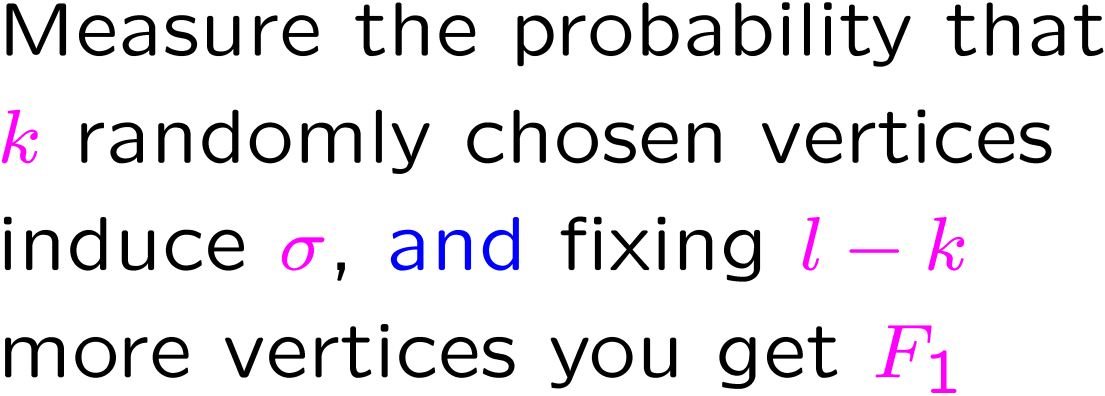 Measure the probability that
k randomly chosen vertices
induce σ, and fixing l − k
more vertices you get F₁